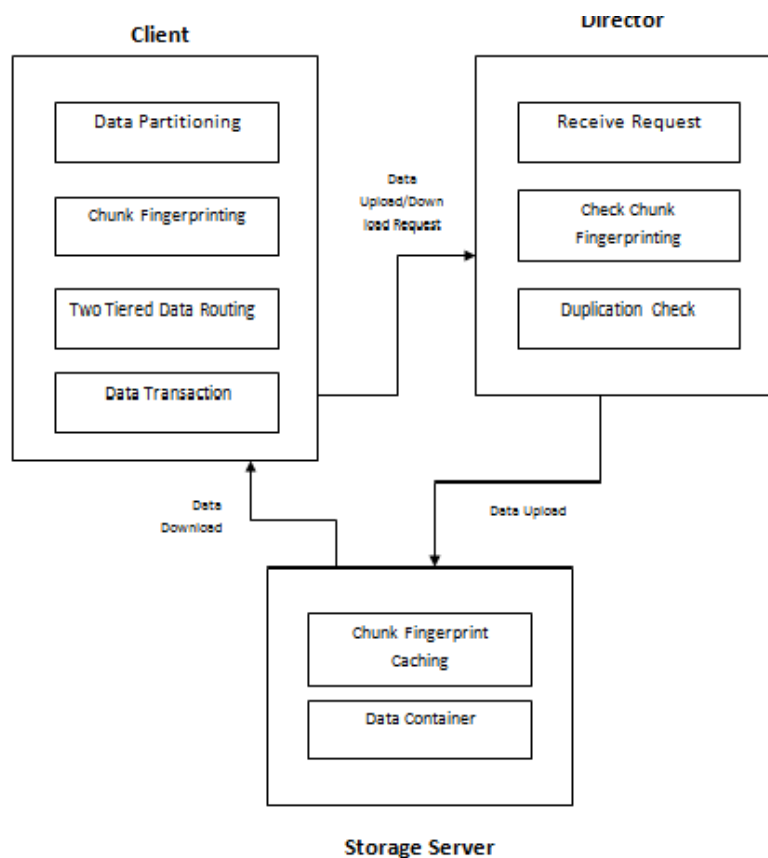 Client
Data Partitioning
Chunk Fingerprinting
Two Tiered Data Routing
Data Transaction
Data
Upload/Down
load Request
Director
Receive Request
Check Chunk
Fingerprinting
Duplication Check
Data
Download
Data Upload
Chunk Fingerprint
Caching
Data Container
Storage Server